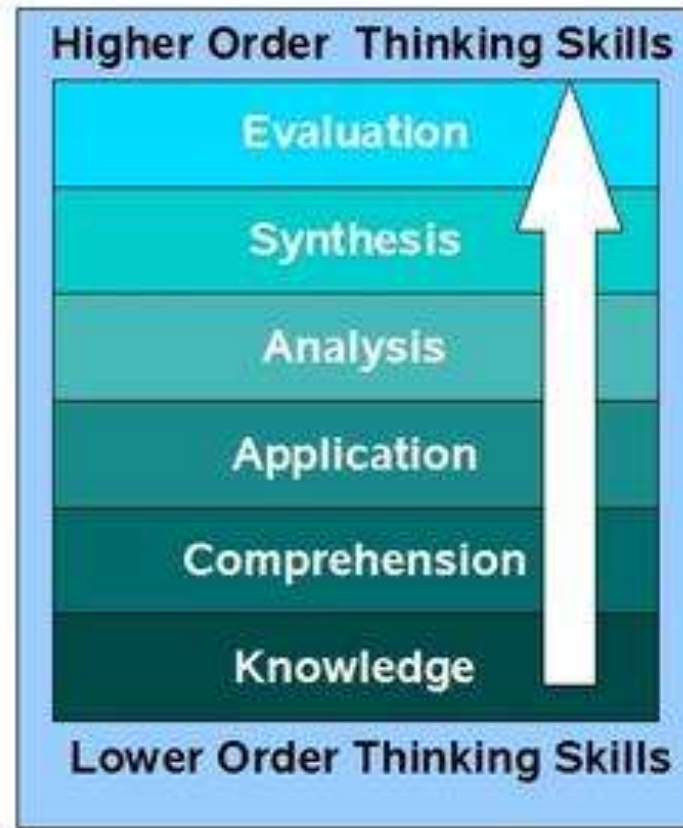 Higher Order Thinking Skills
Evaluation
Synthesis
Analysis
Application
Comprehension
Knowledge
Lower Order Thinking Skills